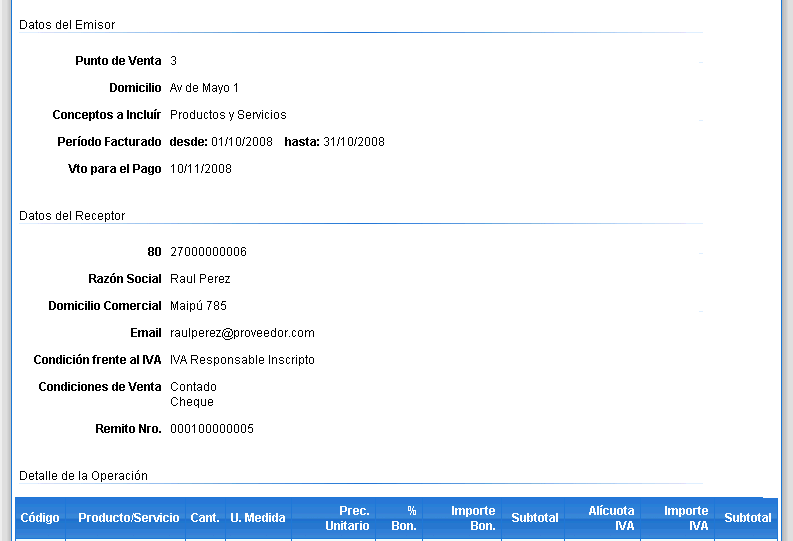 Datos del Emisor
Punto de Venta 3
Domicilio Av de Mayo 1
Conceptos a Incluír Productos y Servicios
Período Facturado desde: 01/10/2008 hasta: 31/10/2008
Vto para el Pago 10/11/2008
Datos del Receptor
80 27000000006
Razón Social Raul Perez
Domicilio Comercial Maipú 785
Email raulperez@proveedor.com
Condición frente al IVA IVA Responsable Inscripto
Condiciones de Venta Contado
Cheque
Remito Nro. 000100000005
Detalle de la Operación
Código Producto/Servicio Cant. U. Medida Prec. Unitario % Bon. Importe Bon. Subtotal Alícuota IVA Importe IVA Subtotal